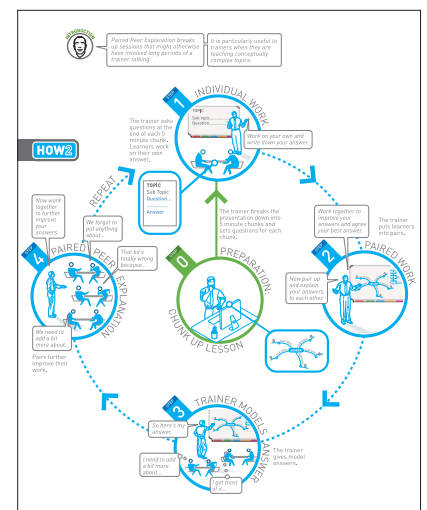 INTRODUCTION
Paired Peer Explanation breaks
up sessions that might otherwise
have involved long periods of a
trainer talking.
It is particularly useful to
trainers when they are
teaching conceptually
complex topics.
HOW2
STEP
1
INDIVIDUAL WORK
The trainer asks
questions at the
end of each 5
minute chunk.
Learners work
on their own
answer.
TOPIC
Sub topic
Question
Work on your own and
write down your answer.
TOPIC
Sub Topic
Question...
Answer
REPEAT
STEP
0
PREPARATION:
CHUNK UP LESSON
The trainer breaks the
presentation down into
5 minute chunks and
sets questions for each
chunk.
STEP
2
PAIRED WORK
Work together to
improve your
answers and agree
your best answer.
The trainer
puts learners
into pairs.
Now pair up
and explain
your answers
to each other.
STEP
3
TRAINER MODELS ANSWER
So here's my
answer.
I need to add
a bit more
about...
I got most
of it...
The trainer
gives model
answers.
STEP
4
PAIRED PEER EXPLANATION
Now work
together
to further
improve
your
answers.
We forgot to
put anything
about...
That bit's
totally wrong
because...
We need to
add a bit
more about...
Pairs further
improve their
work.